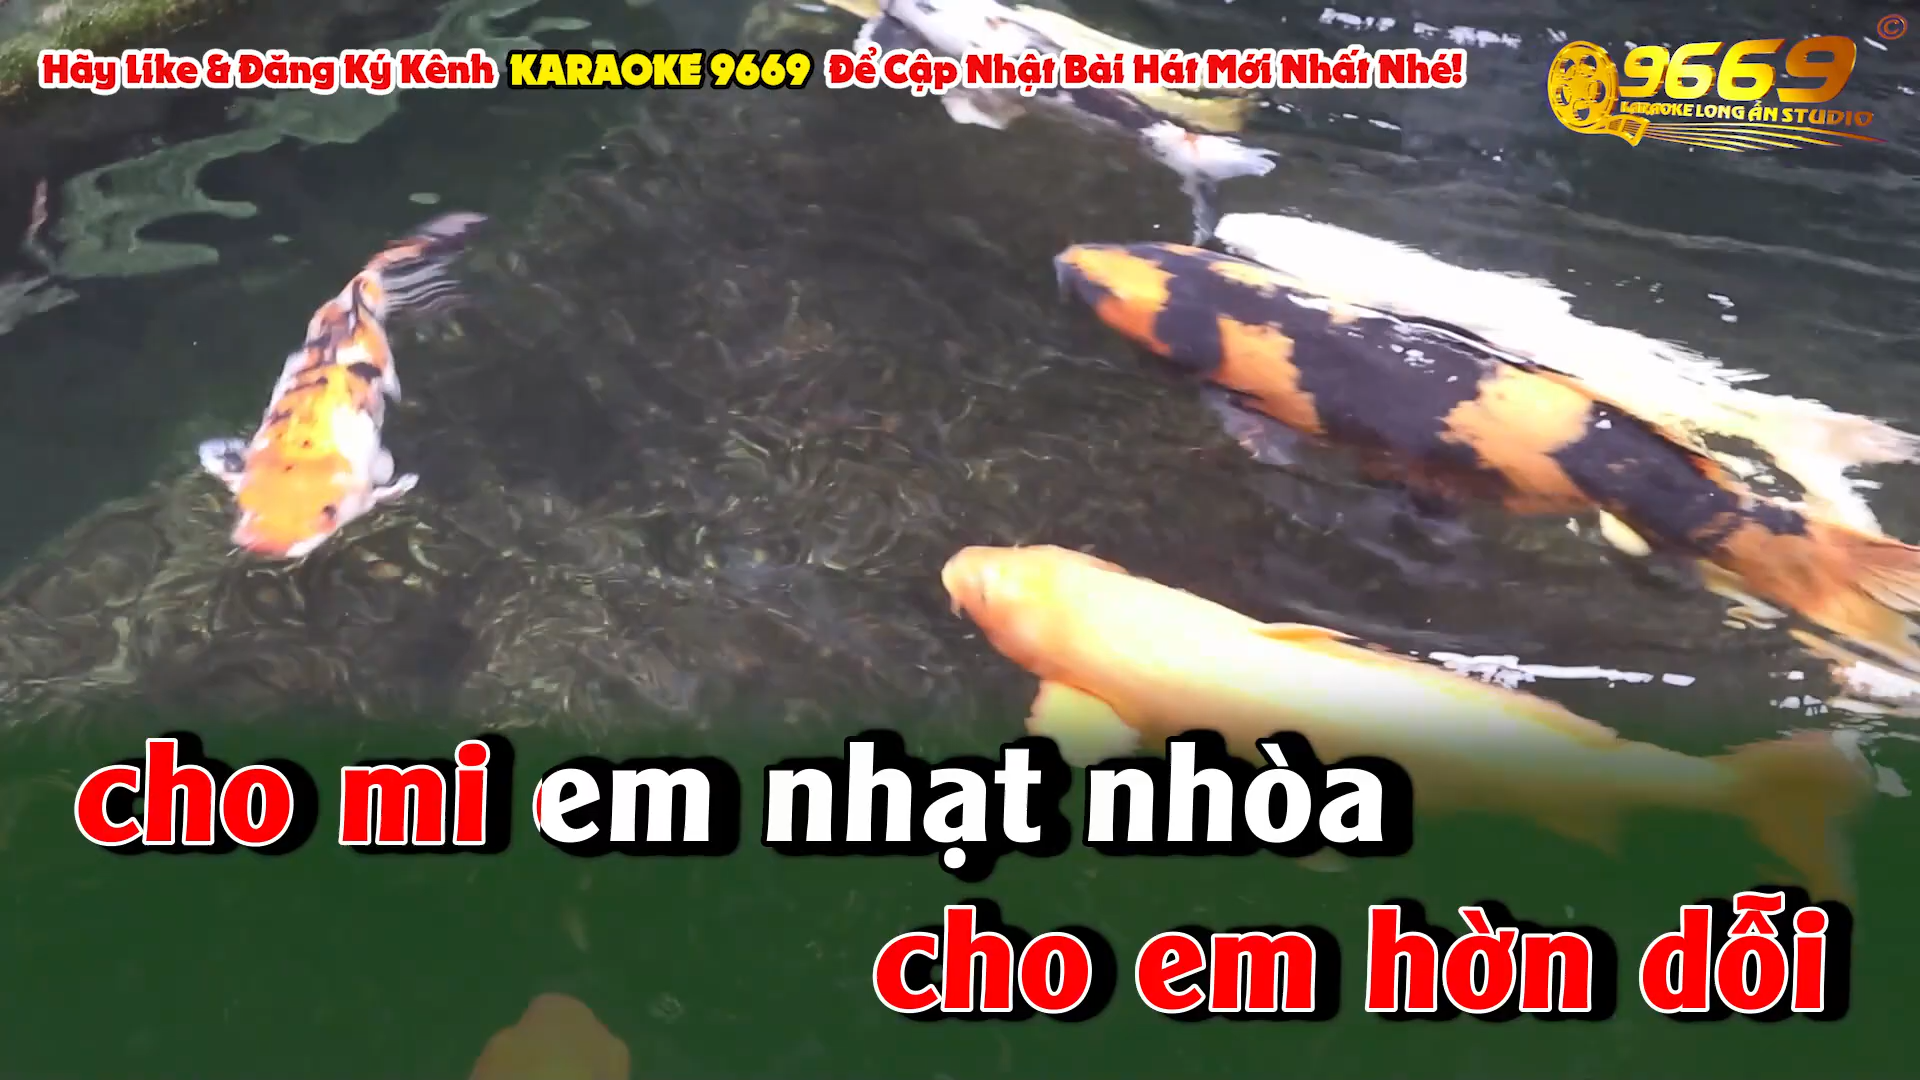 Hãy Like & Đăng Ký Kênh KARAOKE 9669 Để Cập Nhật Bài Hát Mới Nhất Nhé!
©
9669
KARAOKE LONG ẨN STUDIO
cho mi em nhạt nhòa
cho em hờn dỗi